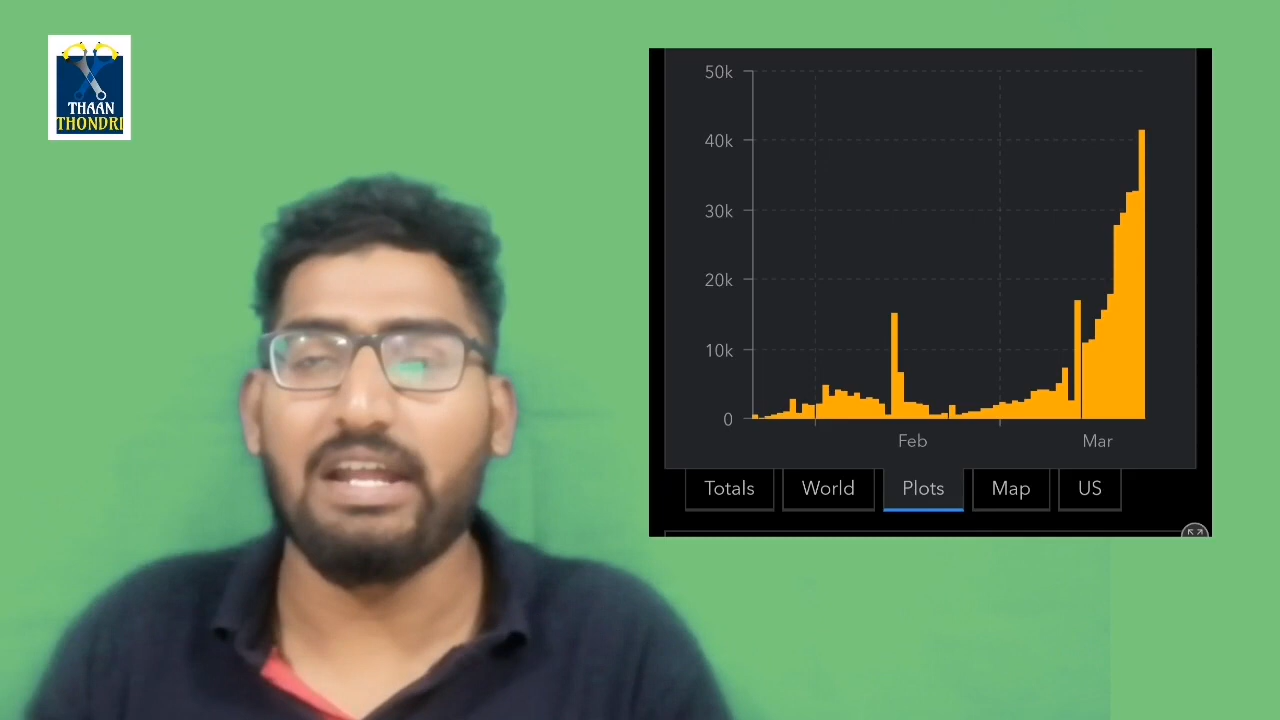 THAAN
THONDRI
50k
40k
30k
20k
10k
0
Feb
Mar
Totals
World
Plots
Map
US